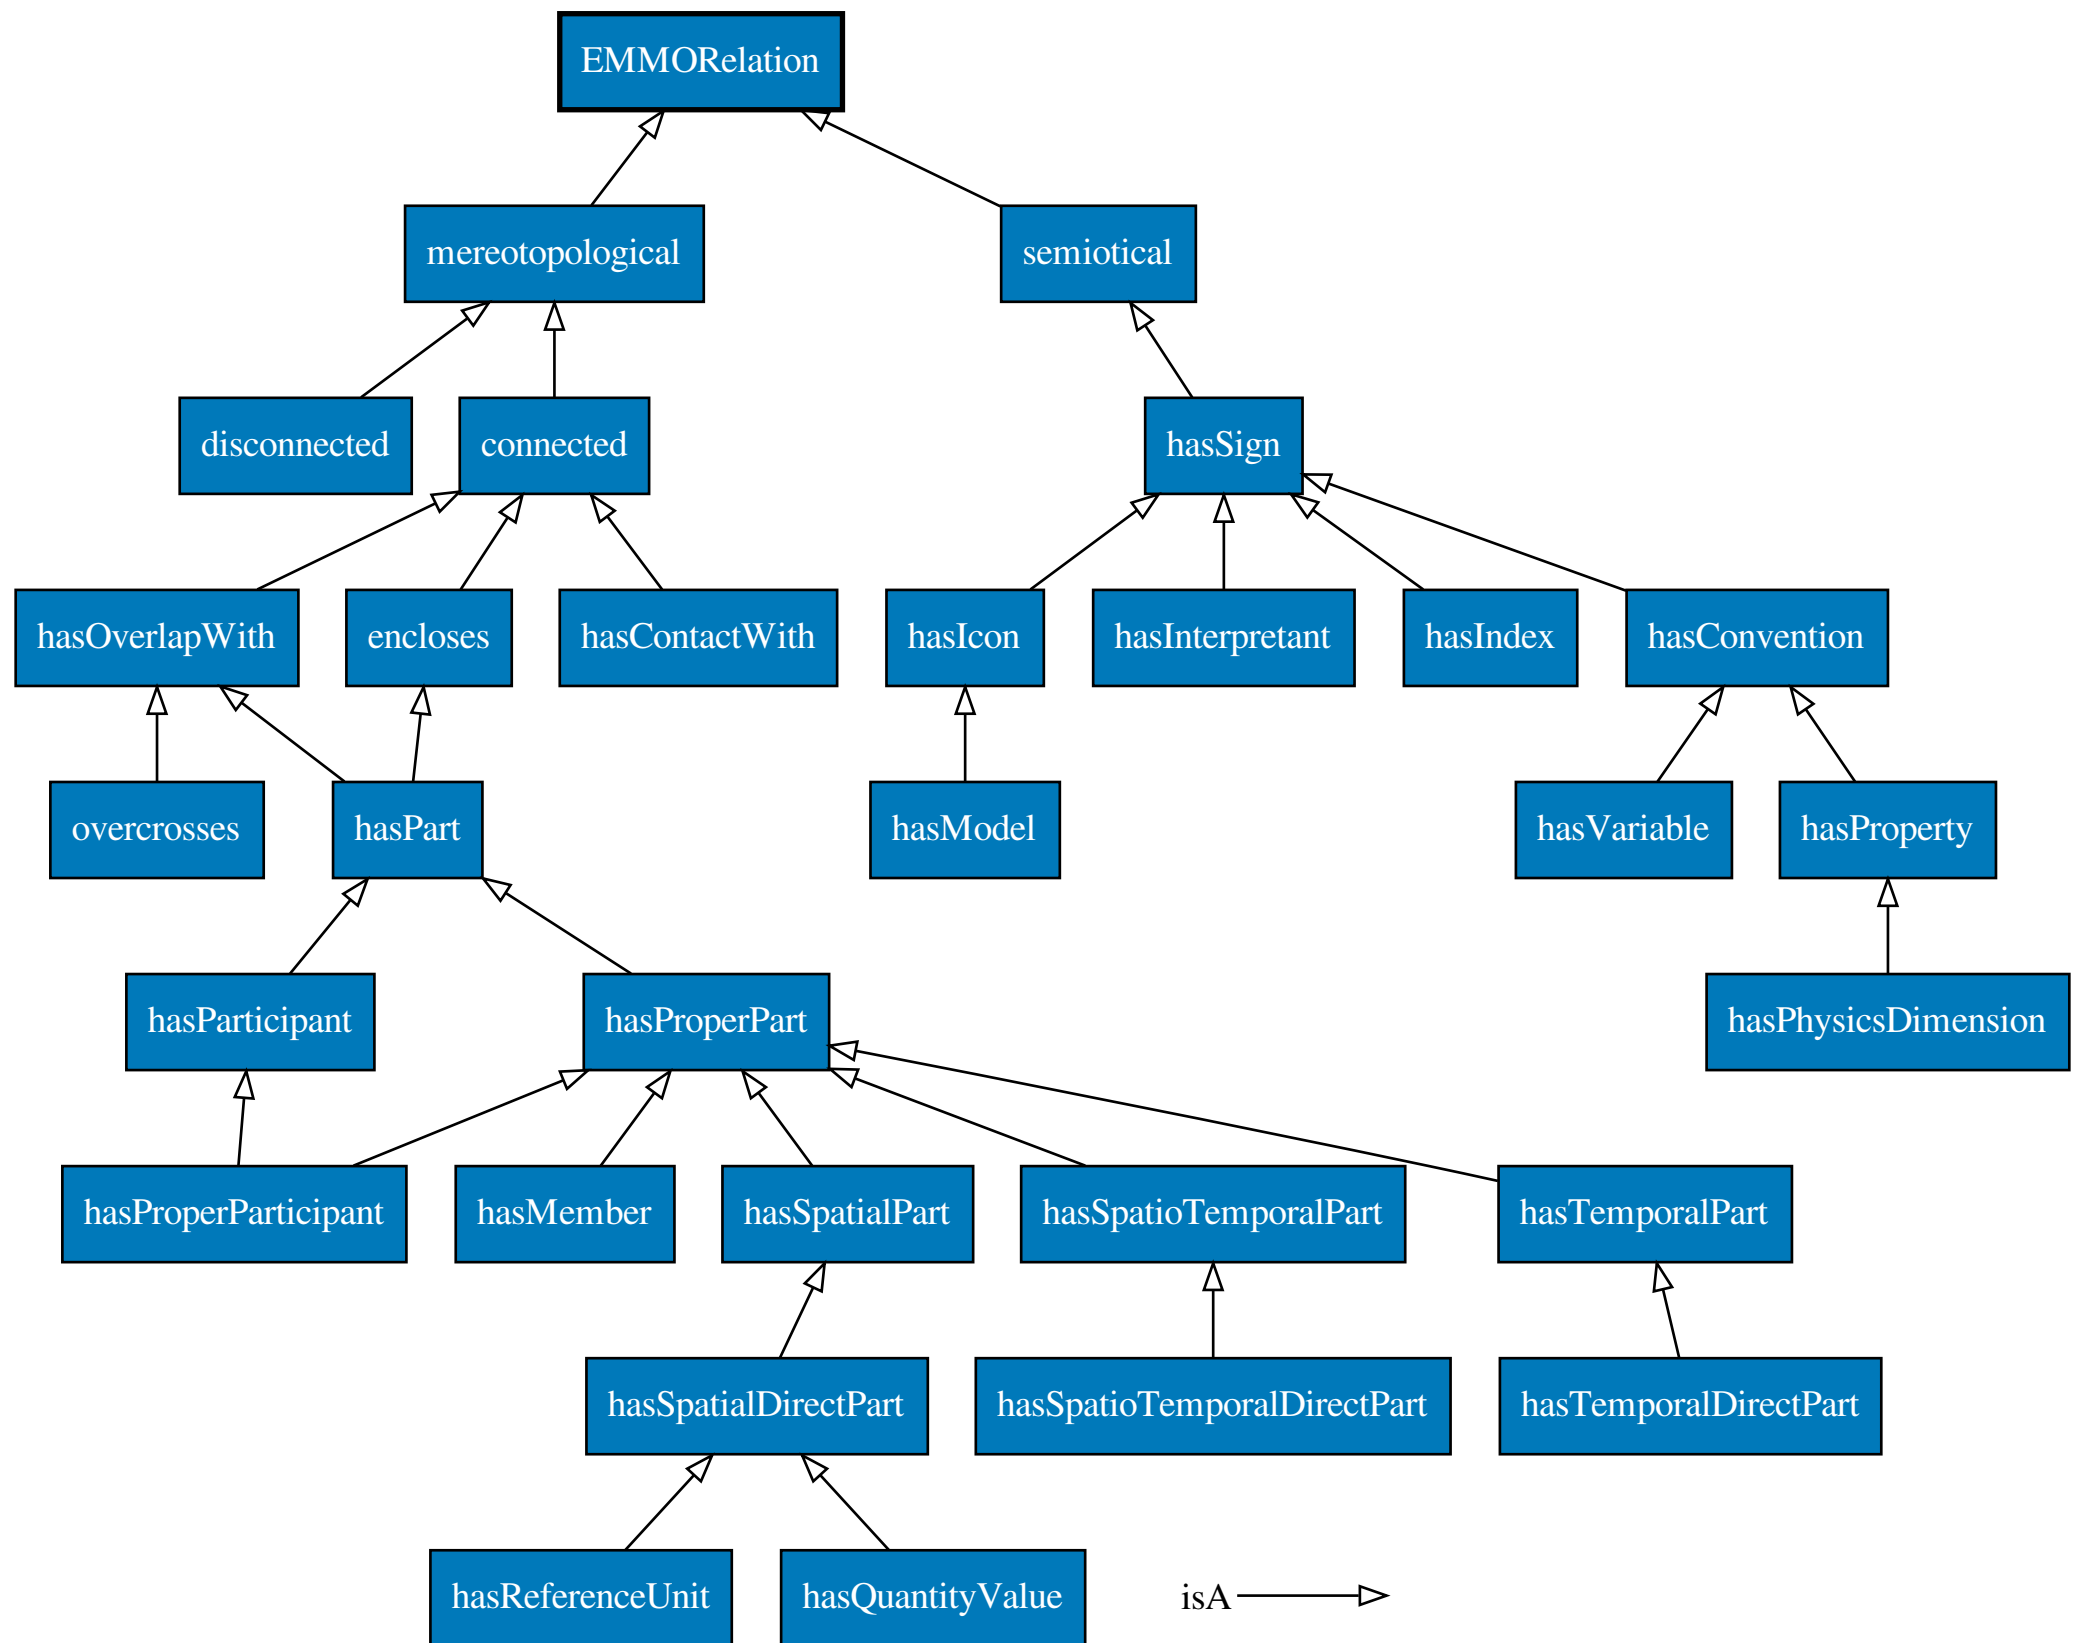 EMMORelation
mereotopological
semiotical
disconnected
connected
hasSign
hasOverlapWith
encloses
hasContactWith
hasIcon
hasInterpretant
hasIndex
hasConvention
overcrosses
hasPart
hasModel
hasVariable
hasProperty
hasParticipant
hasProperPart
hasPhysicsDimension
hasProperParticipant
hasMember
hasSpatialPart
hasSpatioTemporalPart
hasTemporalPart
hasSpatialDirectPart
hasSpatioTemporalDirectPart
hasTemporalDirectPart
hasReferenceUnit
hasQuantityValue
isA